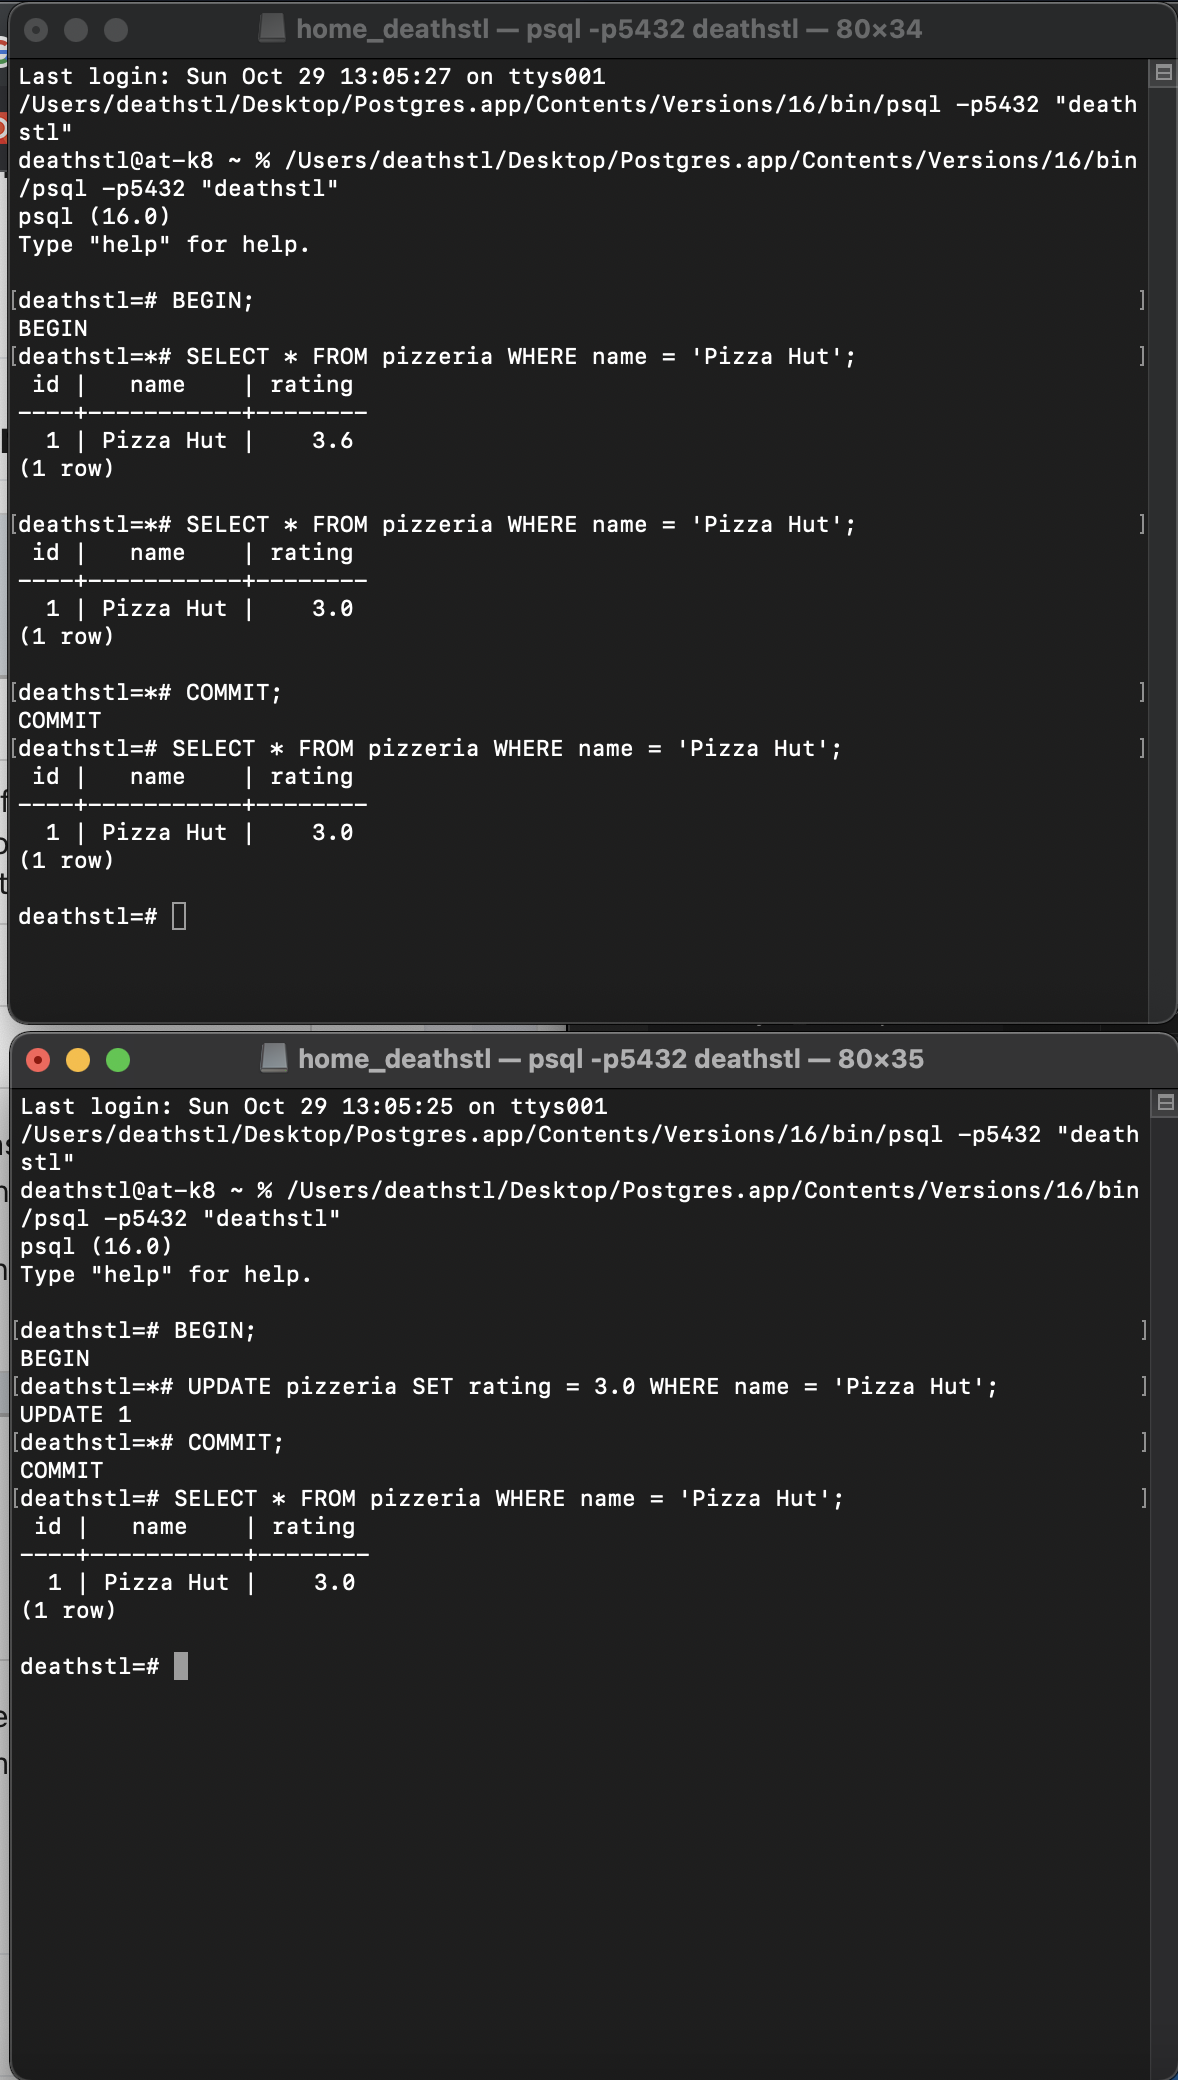 home_deathstl — psql -p5432 deathstl — 80×34
Last login: Sun Oct 29 13:05:27 on ttys001
/Users/deathstl/Desktop/Postgres.app/Contents/Versions/16/bin/psql -p5432 "death
stl"
deathstl@at-k8 ~ % /Users/deathstl/Desktop/Postgres.app/Contents/Versions/16/bin
/psql -p5432 "deathstl"
psql (16.0)
Type "help" for help.
[deathstl=# BEGIN; ]
BEGIN
[deathstl=*# SELECT * FROM pizzeria WHERE name = 'Pizza Hut'; ]
 id |   name    | rating
----+-----------+--------
  1 | Pizza Hut |    3.6
(1 row)
[deathstl=*# SELECT * FROM pizzeria WHERE name = 'Pizza Hut'; ]
 id |   name    | rating
----+-----------+--------
  1 | Pizza Hut |    3.0
(1 row)
[deathstl=*# COMMIT; ]
COMMIT
[deathstl=# SELECT * FROM pizzeria WHERE name = 'Pizza Hut'; ]
 id |   name    | rating
----+-----------+--------
  1 | Pizza Hut |    3.0
(1 row)
deathstl=#
home_deathstl — psql -p5432 deathstl — 80×35
Last login: Sun Oct 29 13:05:25 on ttys001
/Users/deathstl/Desktop/Postgres.app/Contents/Versions/16/bin/psql -p5432 "death
stl"
deathstl@at-k8 ~ % /Users/deathstl/Desktop/Postgres.app/Contents/Versions/16/bin
/psql -p5432 "deathstl"
psql (16.0)
Type "help" for help.
[deathstl=# BEGIN; ]
BEGIN
[deathstl=*# UPDATE pizzeria SET rating = 3.0 WHERE name = 'Pizza Hut'; ]
UPDATE 1
[deathstl=*# COMMIT; ]
COMMIT
[deathstl=# SELECT * FROM pizzeria WHERE name = 'Pizza Hut'; ]
 id |   name    | rating
----+-----------+--------
  1 | Pizza Hut |    3.0
(1 row)
deathstl=#